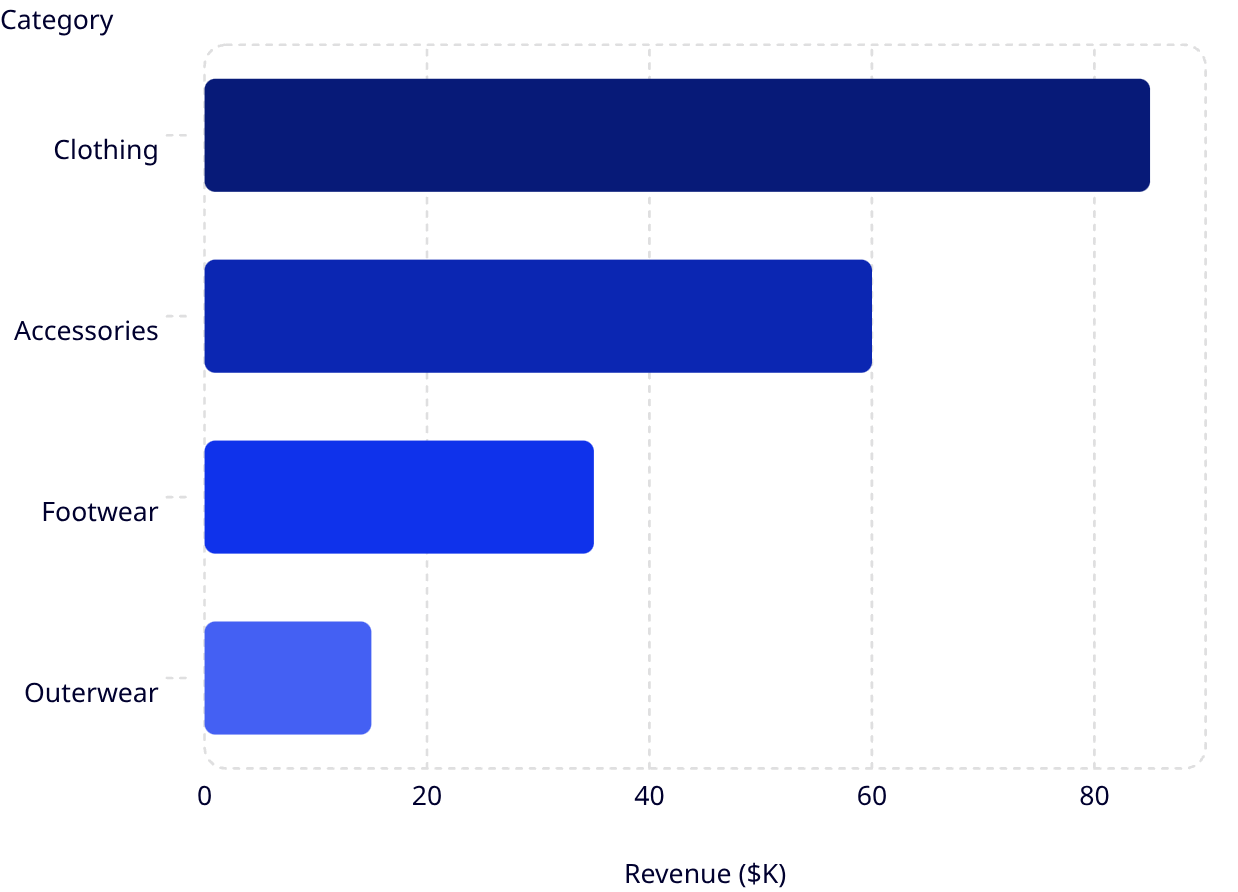 Category
Clothing
Accessories
Footwear
Outerwear
0 20 40 60 80
Revenue ($K)